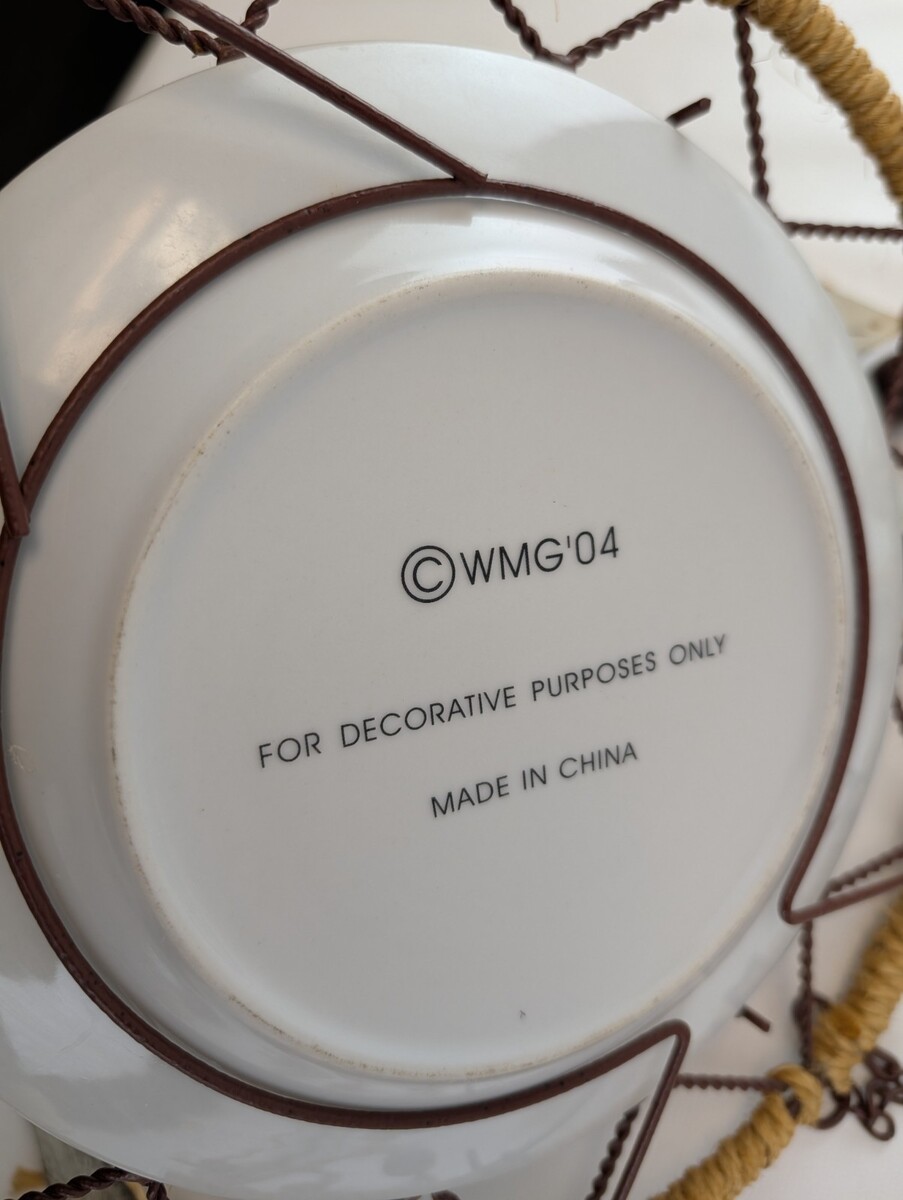 ©WMG'04
FOR DECORATIVE PURPOSES ONLY
MADE IN CHINA